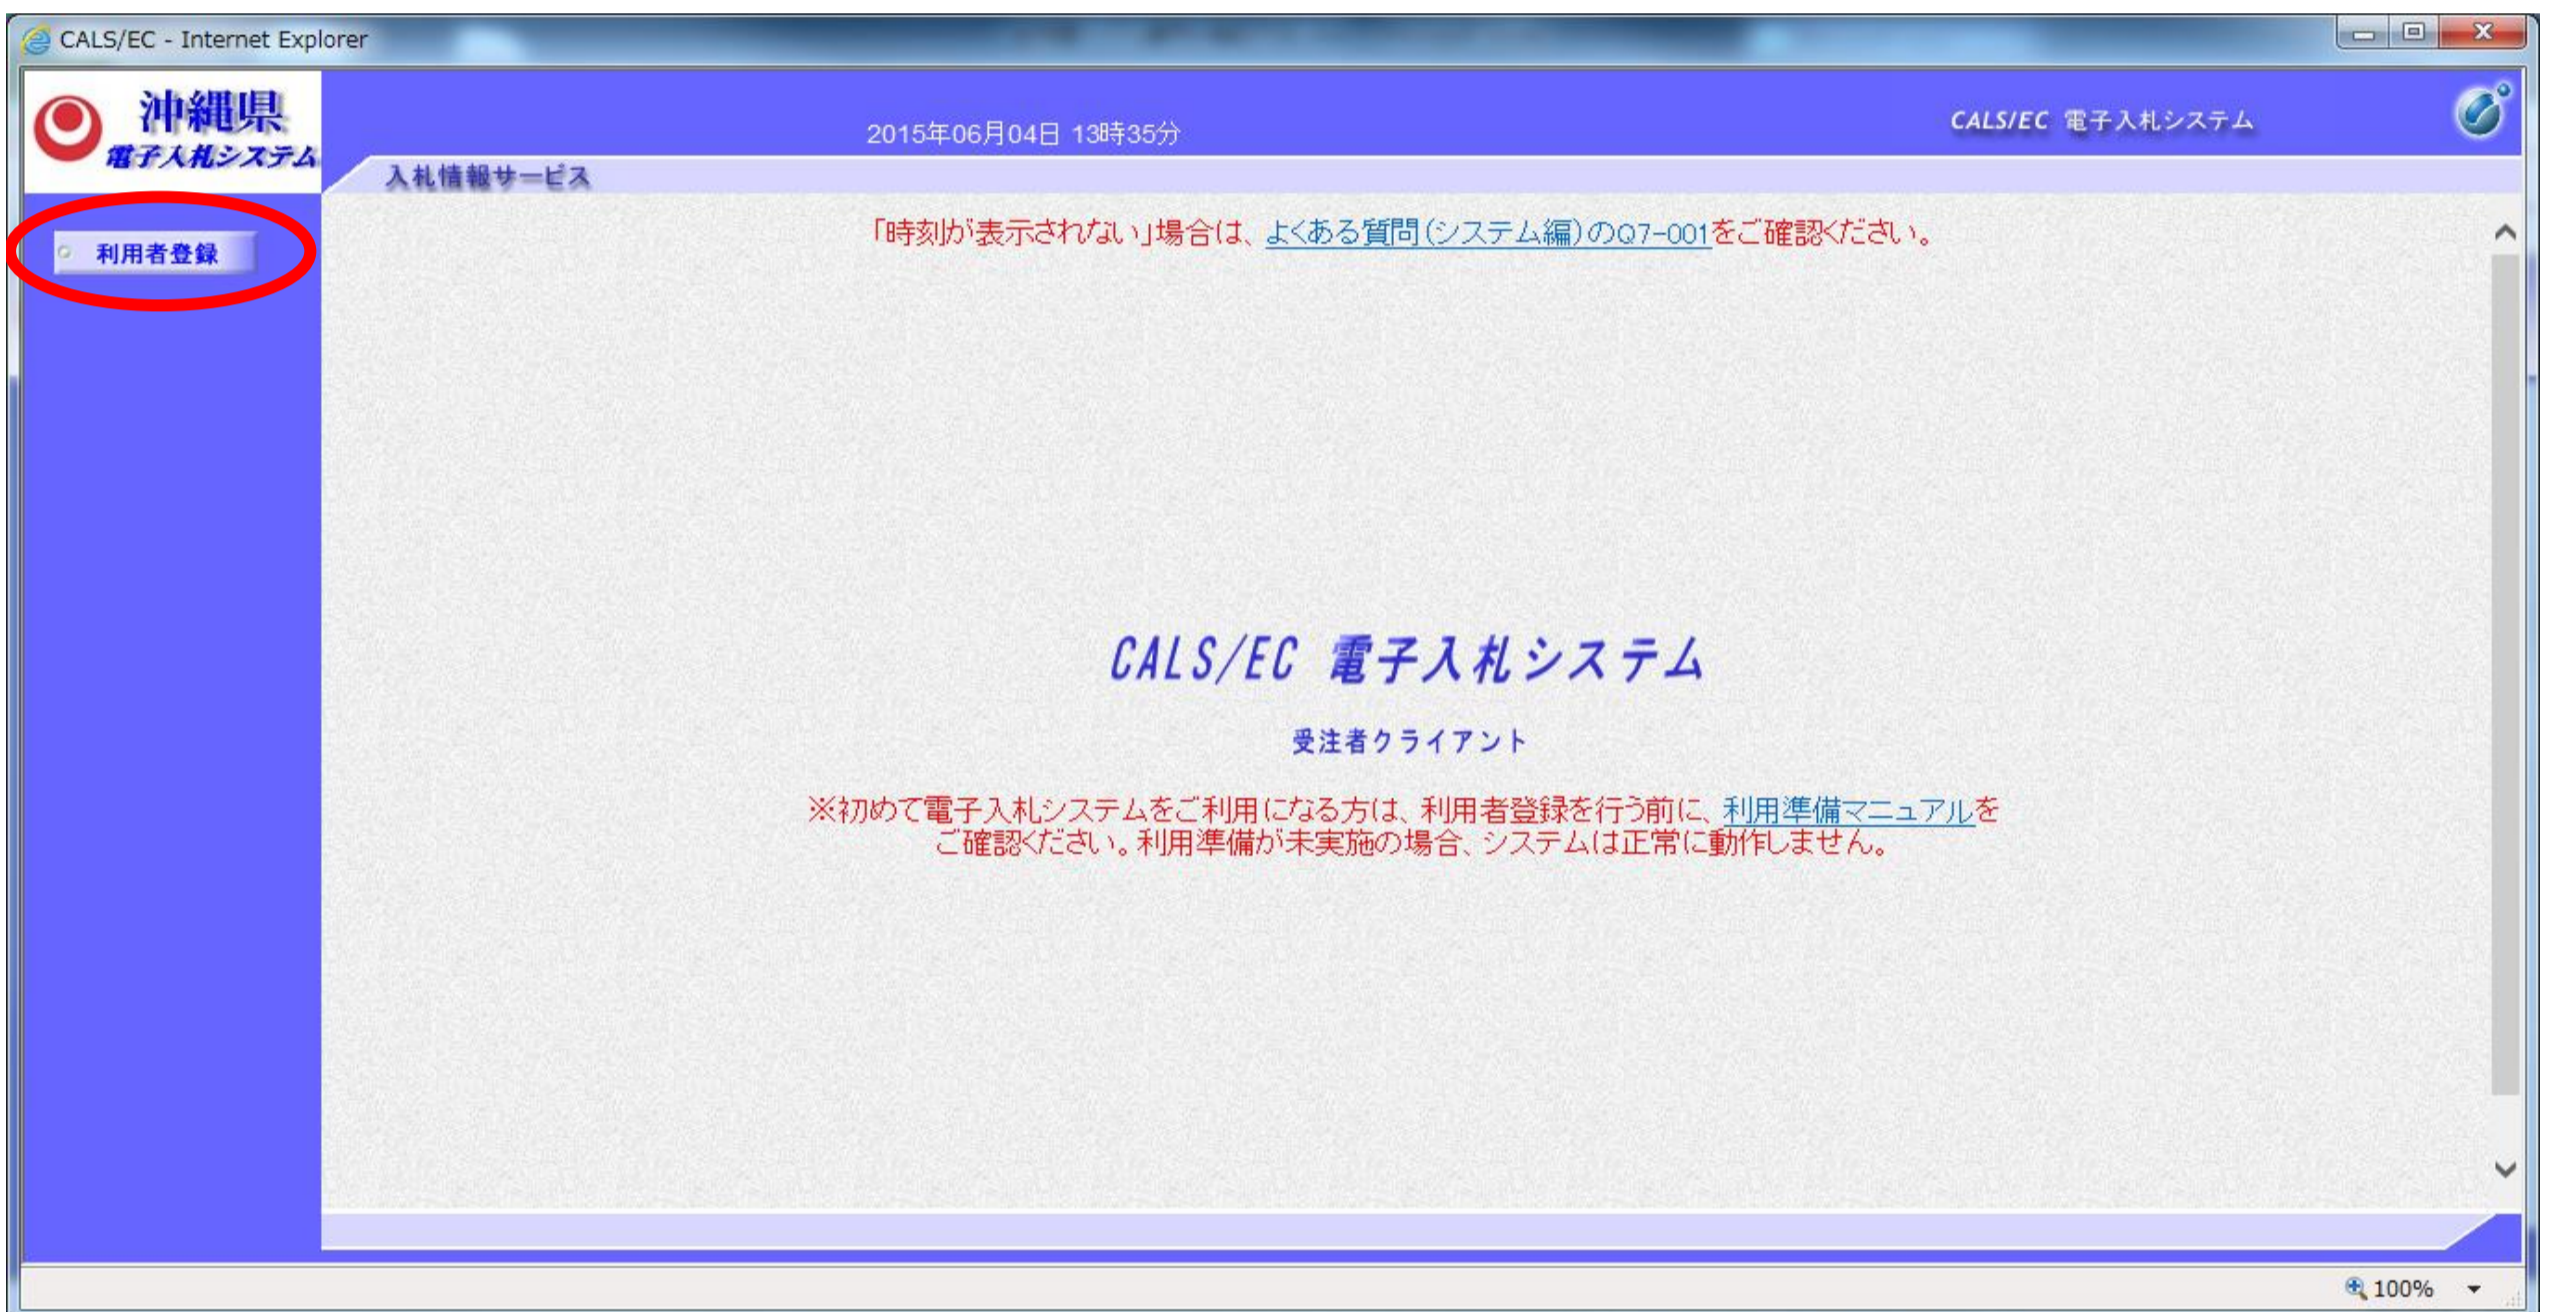 CALS/EC - Internet Explorer
沖縄県
電子入札システム
2015年06月04日 13時35分
CALS/EC 電子入札システム
入札情報サービス
利用者登録
「時刻が表示されない」場合は、よくある質問(システム編)のQ7-001をご確認ください。
CALS/EC 電子入札システム
受注者クライアント
※初めて電子入札システムをご利用になる方は、利用者登録を行う前に、利用準備マニュアルを
ご確認ください。利用準備が未実施の場合、システムは正常に動作しません。
100%